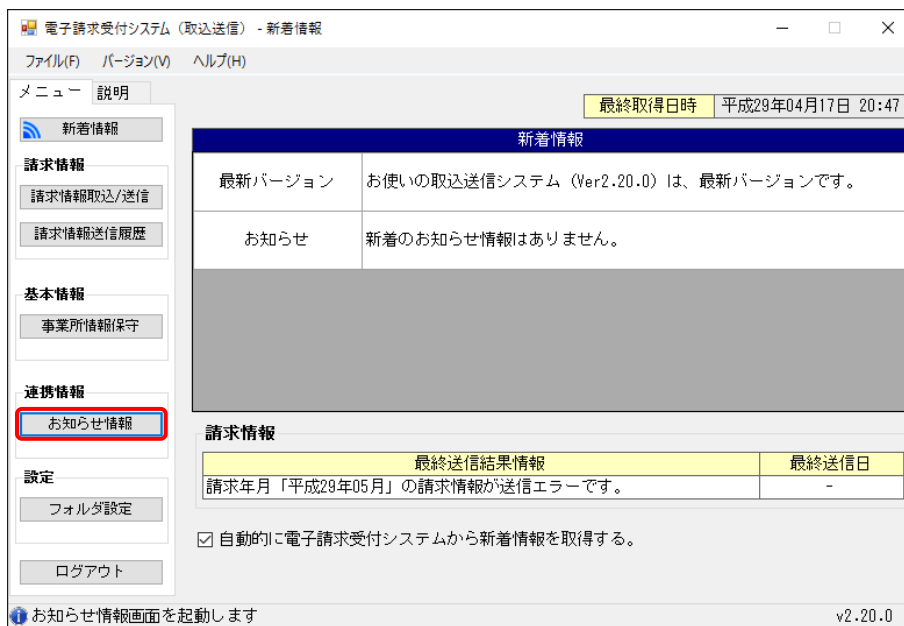 電子請求受付システム（取込送信） - 新着情報
ファイル(F) バージョン(V) ヘルプ(H)
メニュー 説明
最終取得日時 平成29年04月17日 20:47
新着情報
請求情報
請求情報取込/送信
請求情報送信履歴
基本情報
事業所情報保守
連携情報
お知らせ情報
設定
フォルダ設定
ログアウト
新着情報
最新バージョン お使いの取込送信システム（Ver2.20.0）は、最新バージョンです。
お知らせ 新着のお知らせ情報はありません。
請求情報
最終送信結果情報 最終送信日
請求年月「平成29年05月」の請求情報が送信エラーです。 -
自動的に電子請求受付システムから新着情報を取得する。
お知らせ情報画面を起動します v2.20.0